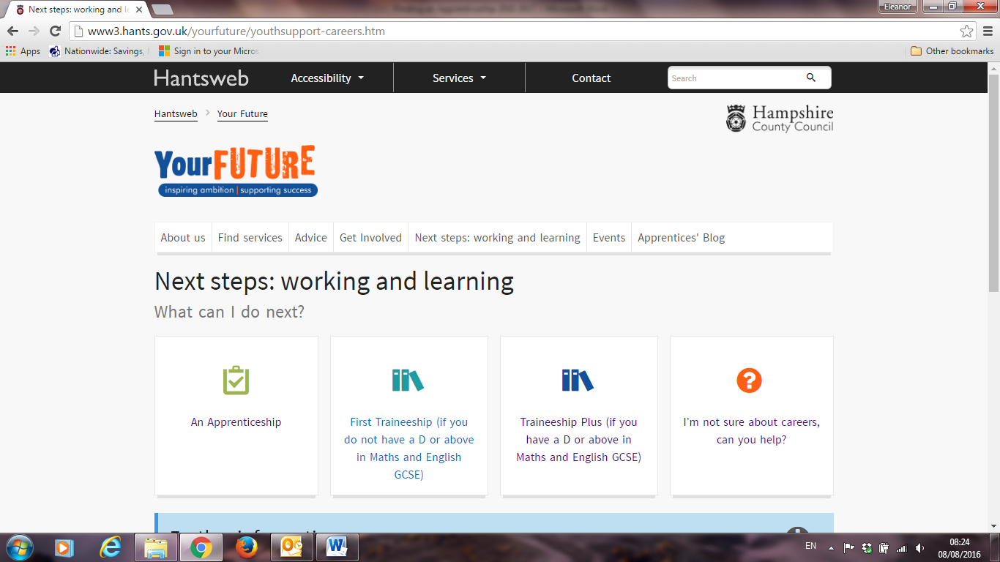 Next steps: working and le
Eleanor
www3.hants.gov.uk/yourfuture/youthsupport-careers.htm
Apps Nationwide: Savings, Sign in to your Micros Other bookmarks
Hantsweb Accessibility Services Contact Search
Hantsweb > Your Future
Hampshire
County Council
YourFUTURE
inspiring ambition | supporting success
About us Find services Advice Get Involved Next steps: working and learning Events Apprentices' Blog
Next steps: working and learning
What can I do next?
An Apprenticeship
First Traineeship (if you
do not have a D or above
in Maths and English
GCSE)
Traineeship Plus (if you
have a D or above in
Maths and English GCSE)
I'm not sure about careers,
can you help?
EN
08:24
08/08/2016